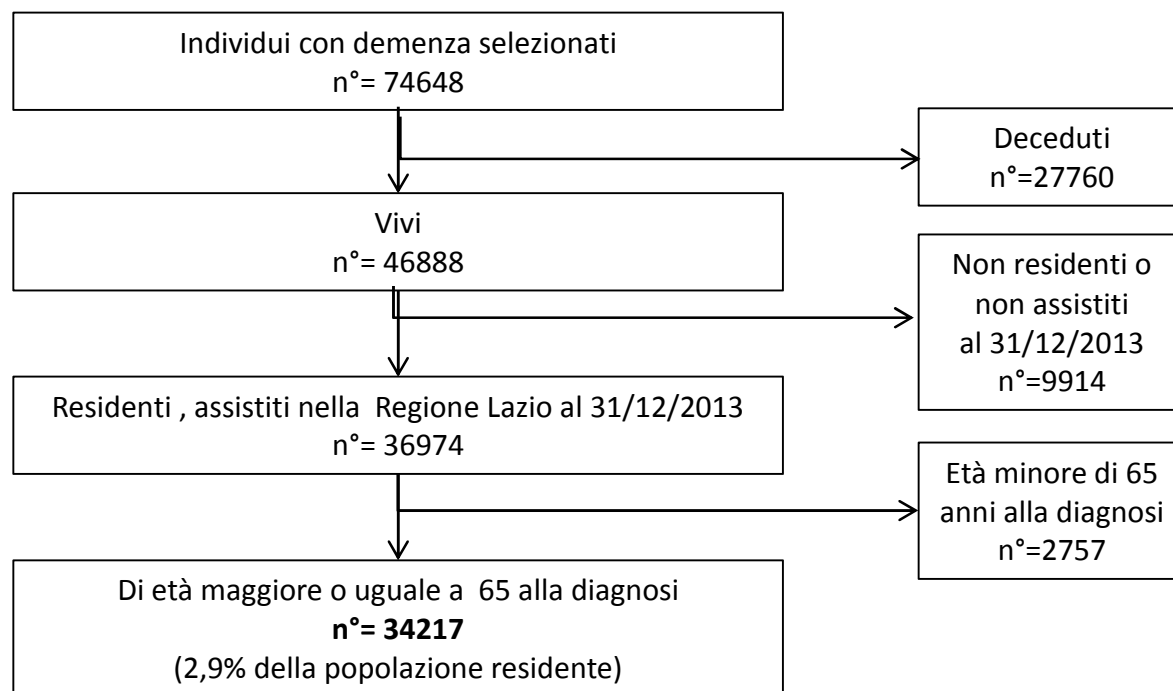 Individui con demenza selezionati
n°= 74648
Deceduti
n°=27760
Vivi
n°= 46888
Non residenti o
non assistiti
al 31/12/2013
n°=9914
Residenti , assistiti nella Regione Lazio al 31/12/2013
n°= 36974
Età minore di 65
anni alla diagnosi
n°=2757
Di età maggiore o uguale a 65 alla diagnosi
n°= 34217
(2,9% della popolazione residente)